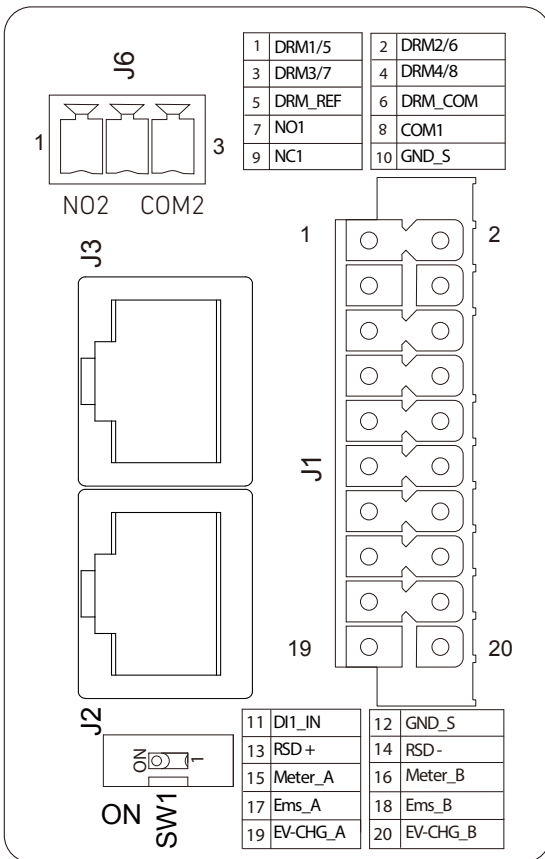 J6
1 DRM1/5 2 DRM2/6
3 DRM3/7 4 DRM4/8
5 DRM_REF 6 DRM_COM
7 NO1 8 COM1
9 NC1 10 GND_S
1 3
NO2 COM2
J3
1 2
J1
19 20
J2
ON 1
ON SW1
11 DI1_IN 12 GND_S
13 RSD + 14 RSD -
15 Meter_A 16 Meter_B
17 Ems_A 18 Ems_B
19 EV-CHG_A 20 EV-CHG_B